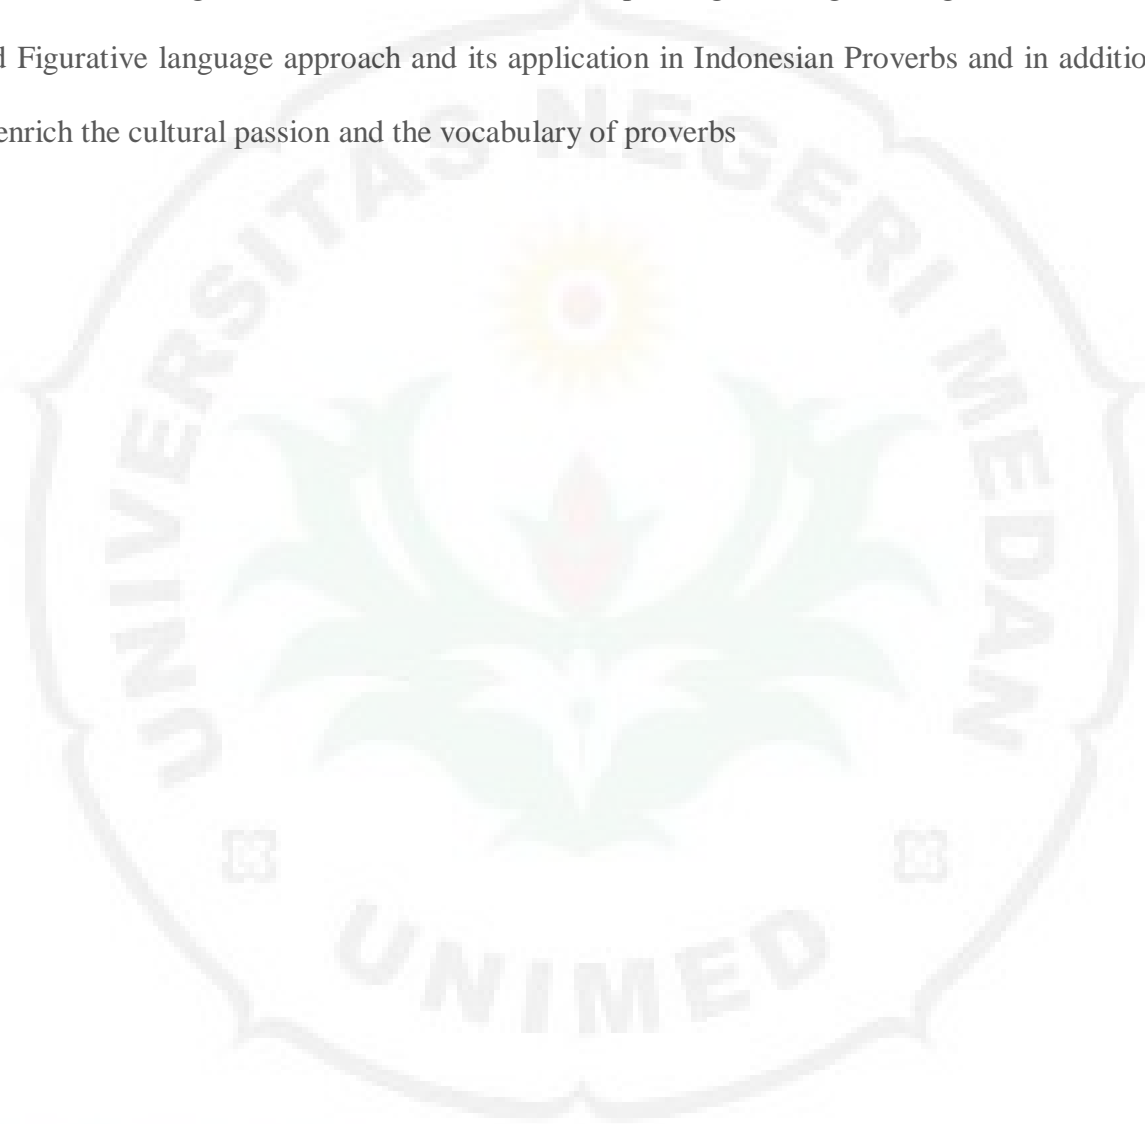 Figurative language approach and its application in Indonesian Proverbs and in
enrich the cultural passion and the vocabulary of proverbs
UNIVERSITAS NEGERI MEDAN
UNIMED